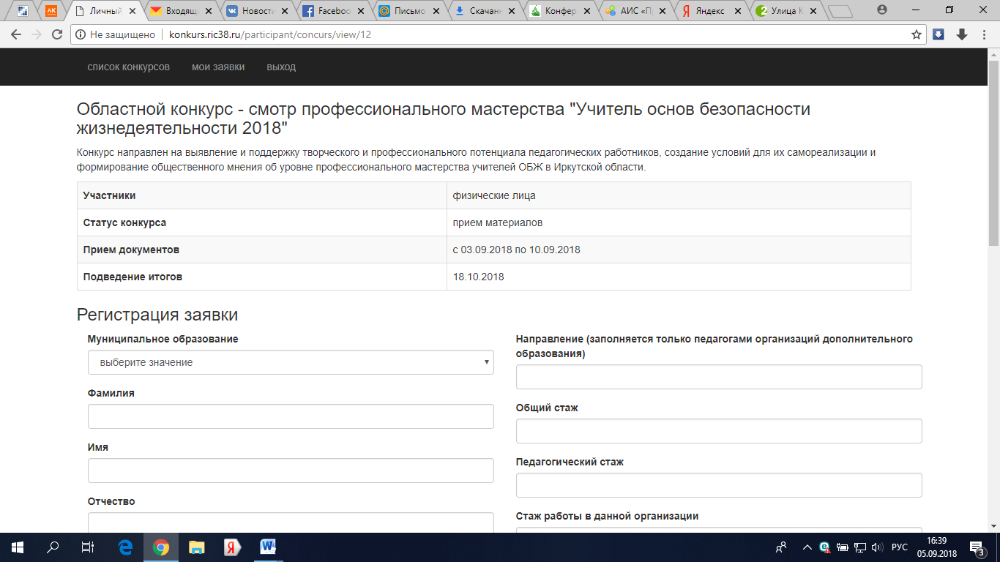 Личный
Входящ
Новости
Faceboo
Письмо
Скачанн
Конфер
АИС «П
Яндекс
Улица К
Не защищено
konkurs.ric38.ru/participant/concurs/view/12
список конкурсов мои заявки выход
Областной конкурс - смотр профессионального мастерства "Учитель основ безопасности
жизнедеятельности 2018"
Конкурс направлен на выявление и поддержку творческого и профессионального потенциала педагогических работников, создание условий для их самореализации и
формирование общественного мнения об уровне профессионального мастерства учителей ОБЖ в Иркутской области.
Участники физические лица
Статус конкурса прием материалов
Прием документов с 03.09.2018 по 10.09.2018
Подведение итогов 18.10.2018
Регистрация заявки
Муниципальное образование
выберите значение
Фамилия
Имя
Отчество
Направление (заполняется только педагогами организаций дополнительного
образования)
Общий стаж
Педагогический стаж
Стаж работы в данной организации
РУС
16:39
05.09.2018
3